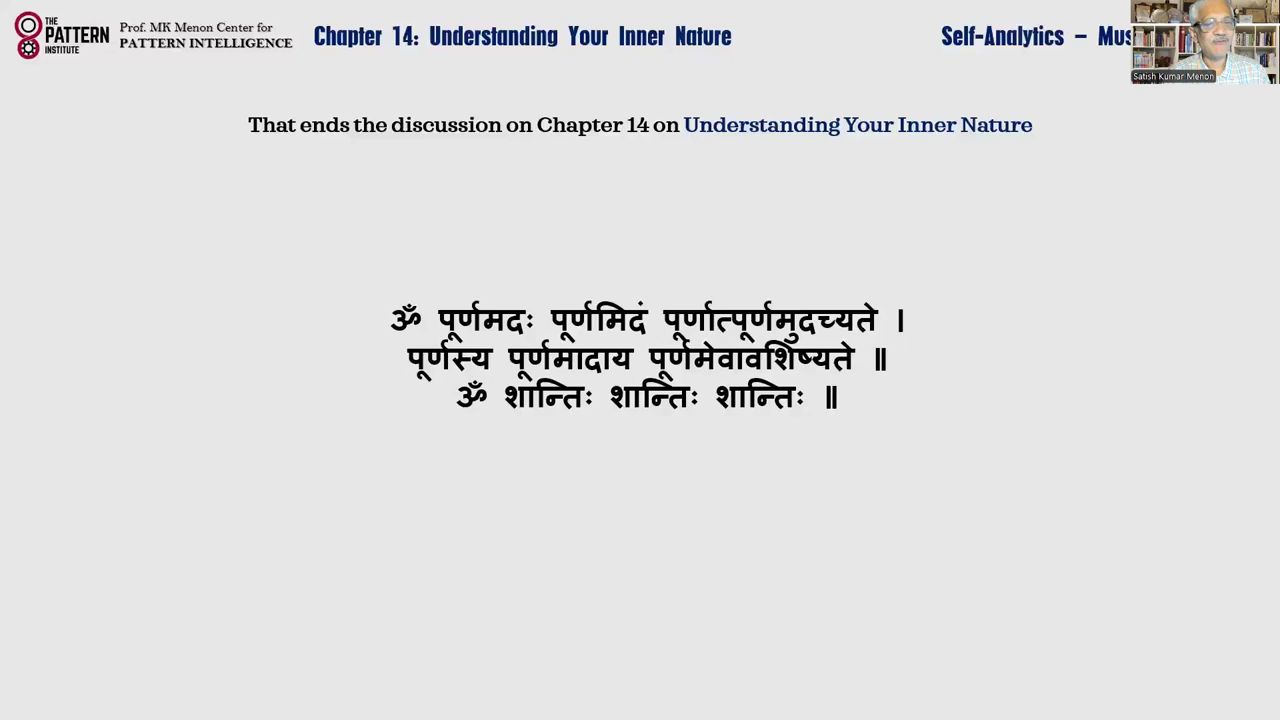 THE
PATTERN
INSTITUTE
Prof. MK Menon Center for
PATTERN INTELLIGENCE
Chapter 14: Understanding Your Inner Nature
Self-Analytics –
Satish Kumar Menon
That ends the discussion on Chapter 14 on Understanding Your Inner Nature
ॐ पूर्णमदः पूर्णमिदं पूर्णात्पूर्णमुदच्यते ।
पूर्णस्य पूर्णमादाय पूर्णमेवावशिष्यते ॥
ॐ शान्तिः शान्तिः शान्तिः ॥